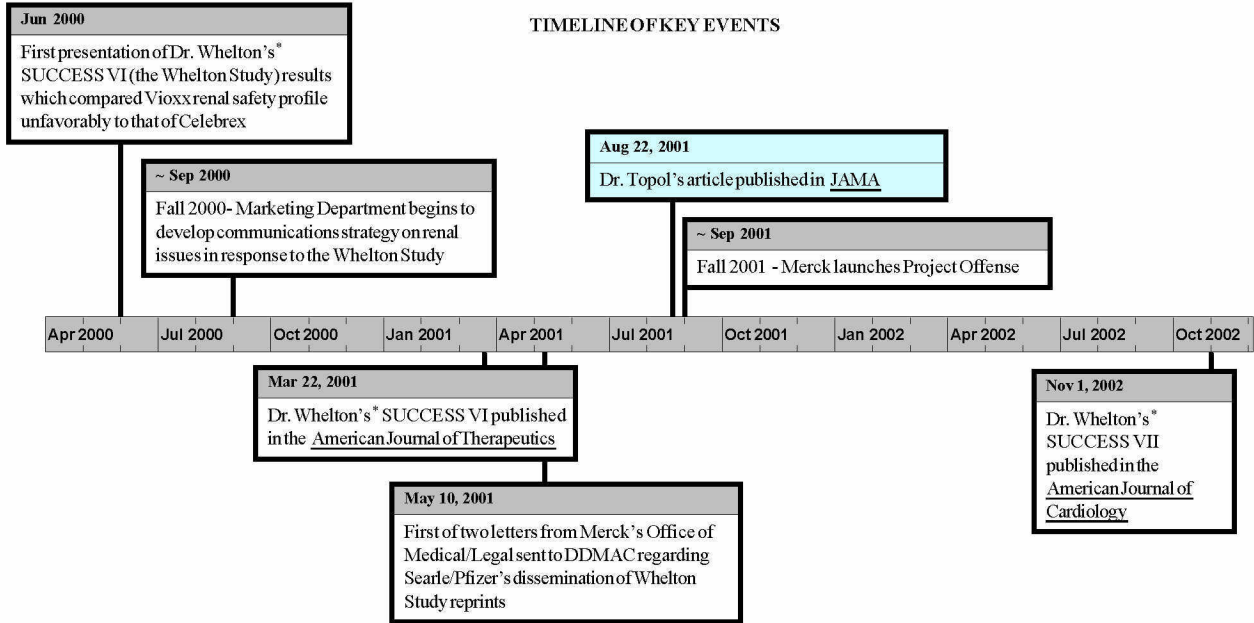 TIMELINE OF KEY EVENTS
Jun 2000
First presentation of Dr. Whelton's*
SUCCESS VI (the Whelton Study) results
which compared Vioxx renal safety profile
unfavorably to that of Celebrex
~ Sep 2000
Fall 2000- Marketing Department begins to
develop communications strategy on renal
issues in response to the Whelton Study
Aug 22, 2001
Dr. Topol's article published in JAMA
~ Sep 2001
Fall 2001 - Merck launches Project Offense
Apr 2000 Jul 2000 Oct 2000 Jan 2001 Apr 2001 Jul 2001 Oct 2001 Jan 2002 Apr 2002 Jul 2002 Oct 2002
Mar 22, 2001
Dr. Whelton's* SUCCESS VI published
in the American Journal of Therapeutics
May 10, 2001
First of two letters from Merck's Office of
Medical/Legal sent to DDMAC regarding
Searle/Pfizer's dissemination of Whelton
Study reprints
Nov 1, 2002
Dr. Whelton's*
SUCCESS VII
published in the
American Journal of
Cardiology